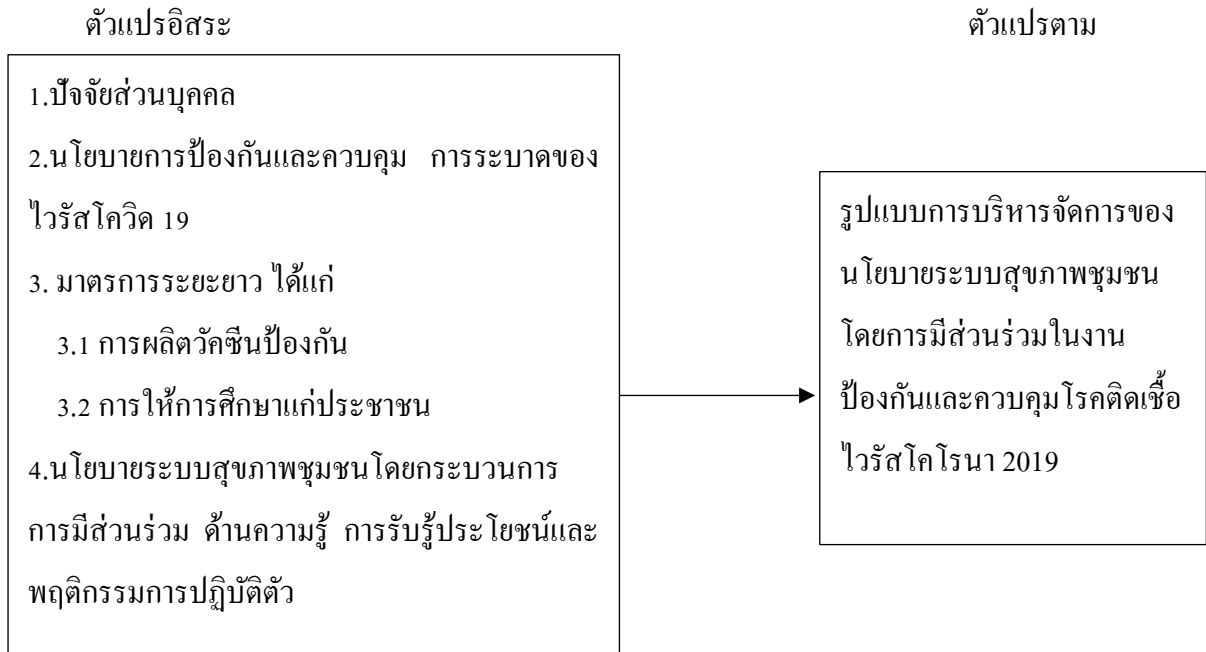 ตัวแปรอิสระ
ตัวแปรตาม
1.ปัจจัยส่วนบุคคล
2.นโยบายการป้องกันและควบคุม การระบาดของ
ไวรัสโควิด 19
3. มาตรการระยะยาว ได้แก่
3.1 การผลิตวัคซีนป้องกัน
3.2 การให้การศึกษาแก่ประชาชน
4.นโยบายระบบสุขภาพชุมชนโดยกระบวนการ
การมีส่วนร่วม ด้านความรู้ การรับรู้ประโยชน์และ
พฤติกรรมการปฏิบัติตัว
รูปแบบการบริหารจัดการของ
นโยบายระบบสุขภาพชุมชน
โดยการมีส่วนร่วมในงาน
ป้องกันและควบคุมโรคติดเชื้อ
ไวรัสโคโรนา 2019